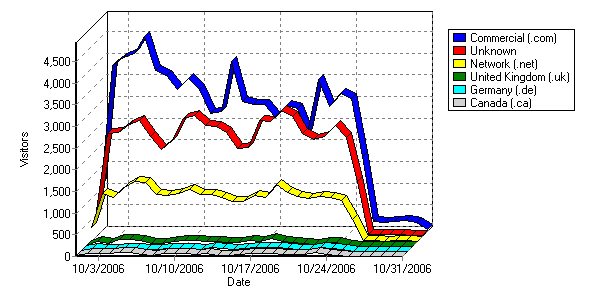 4,500
4,000
3,500
3,000
2,500
2,000
1,500
1,000
500
0
Visitors
10/3/2006
10/10/2006
10/17/2006
10/24/2006
10/31/2006
Date
Commercial (.com)
Unknown
Network (.net)
United Kingdom (.uk)
Germany (.de)
Canada (.ca)